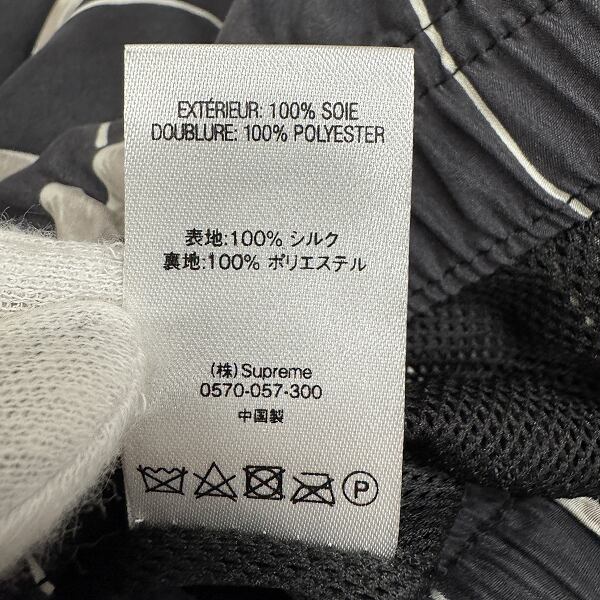 EXTÉRIEUR: 100% SOIE
DOUBLURE: 100% POLYESTER
表地:100% シルク
裏地:100% ポリエステル
(株) Supreme
0570-057-300
中国製
P